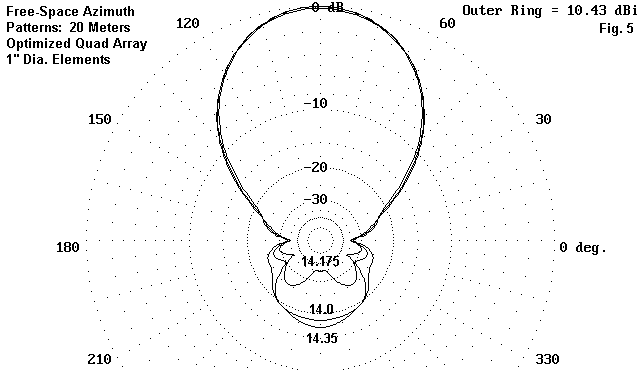 Free-Space Azimuth
Patterns: 20 Meters
Optimized Quad Array
1" Dia. Elements
Outer Ring = 10.43 dBi
Fig. 5
0 dB
120
60
-10
150
30
-20
-30
180
0 deg.
14.175
14.0
14.35
210
330